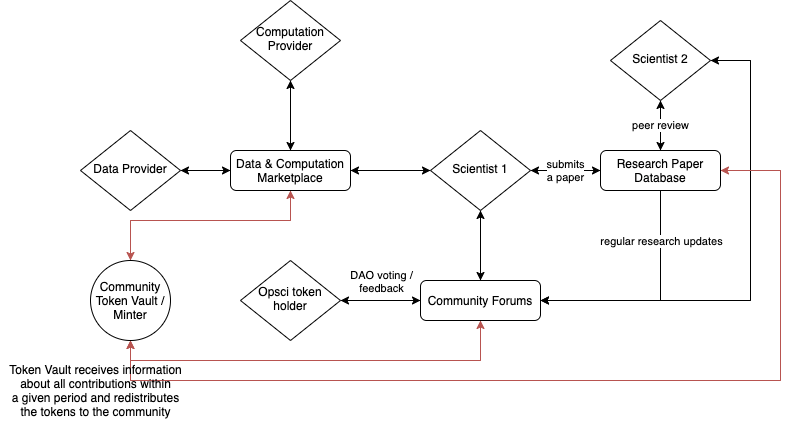 Computation
Provider
Scientist 2
peer review
Data Provider
Data & Computation
Marketplace
Scientist 1
submits
a paper
Research Paper
Database
regular research updates
Community
Token Vault /
Minter
Opsci token
holder
DAO voting /
feedback
Community Forums
Token Vault receives information
about all contributions within
a given period and redistributes
the tokens to the community